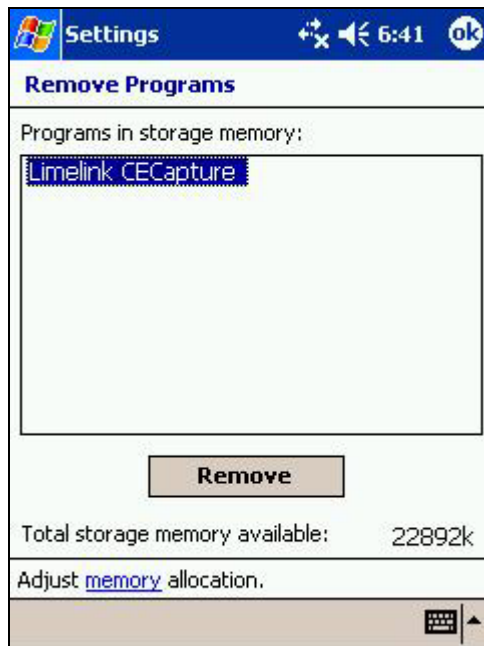 Settings 6:41 ok
Remove Programs
Programs in storage memory:
Limelink CECapture
Remove
Total storage memory available: 22892k
Adjust memory allocation.